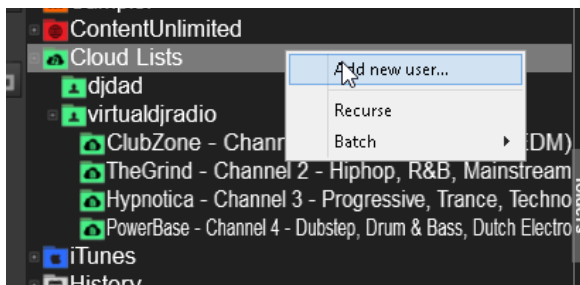 ContentUnlimited
Cloud Lists
Add new user...
djdad
Recurse
virtualdjradio
Batch
ClubZone - Chann DM)
TheGrind - Channel 2 - Hiphop, R&B, Mainstream
Hypnotica - Channel 3 - Progressive, Trance, Techno
PowerBase - Channel 4 - Dubstep, Drum & Bass, Dutch Electro
iTunes
History